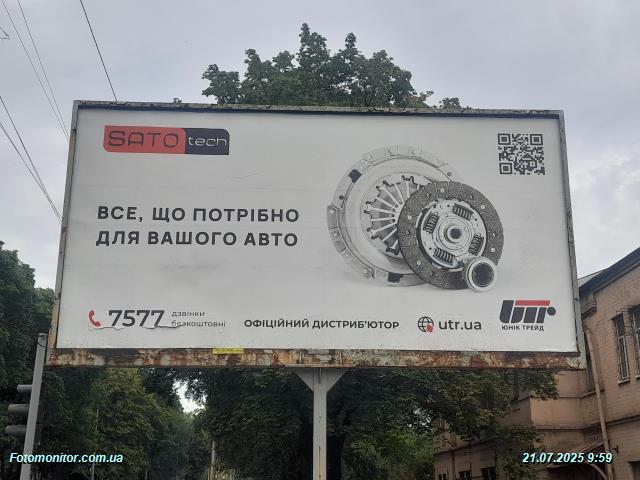 SATO tech
ВСЕ, ЩО ПОТРІБНО
ДЛЯ ВАШОГО АВТО
7577
дзвінки
безкоштовні
ОФІЦІЙНИЙ ДИСТРИБ'ЮТОР
utr.ua
ЮНІК ТРЕЙД
Fotomonitor.com.ua
21.07.2025 9:59